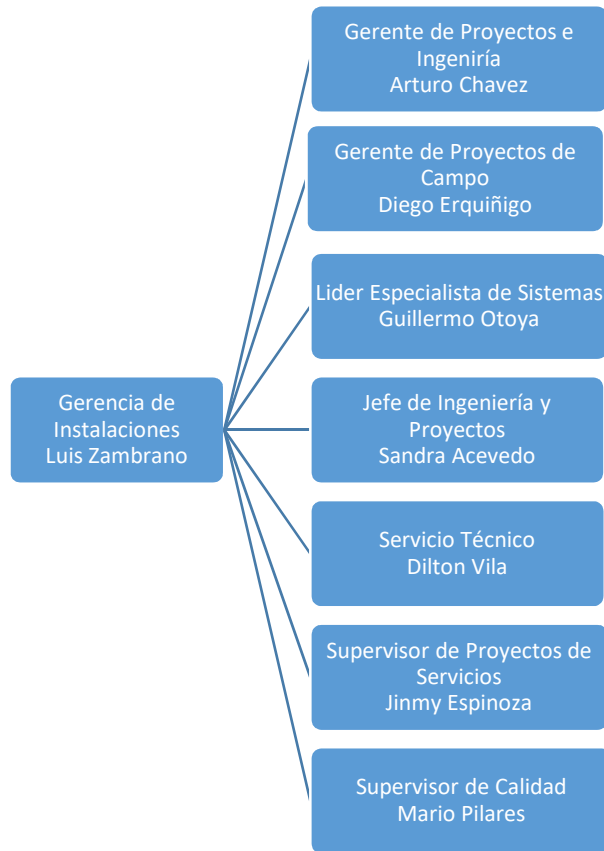 Gerente de Proyectos e
Ingeniría
Arturo Chavez
Gerente de Proyectos de
Campo
Diego Erquiñigo
Lider Especialista de Sistemas
Guillermo Otoya
Gerencia de
Instalaciones
Luis Zambrano
Jefe de Ingeniería y
Proyectos
Sandra Acevedo
Servicio Técnico
Dilton Vila
Supervisor de Proyectos de
Servicios
Jinmy Espinoza
Supervisor de Calidad
Mario Pilares